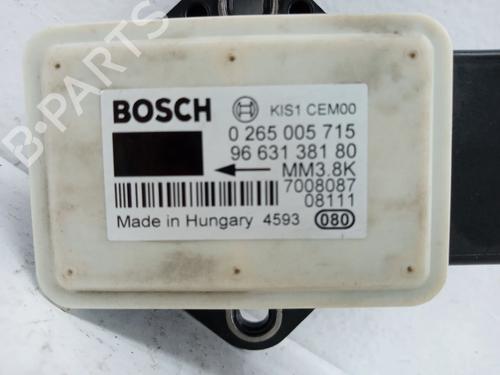 B-PARTS
BOSCH KIS1 CEM00
0 265 005 715
96 631 381 80
MM3.8K
7008087
08111
Made in Hungary 4593 080